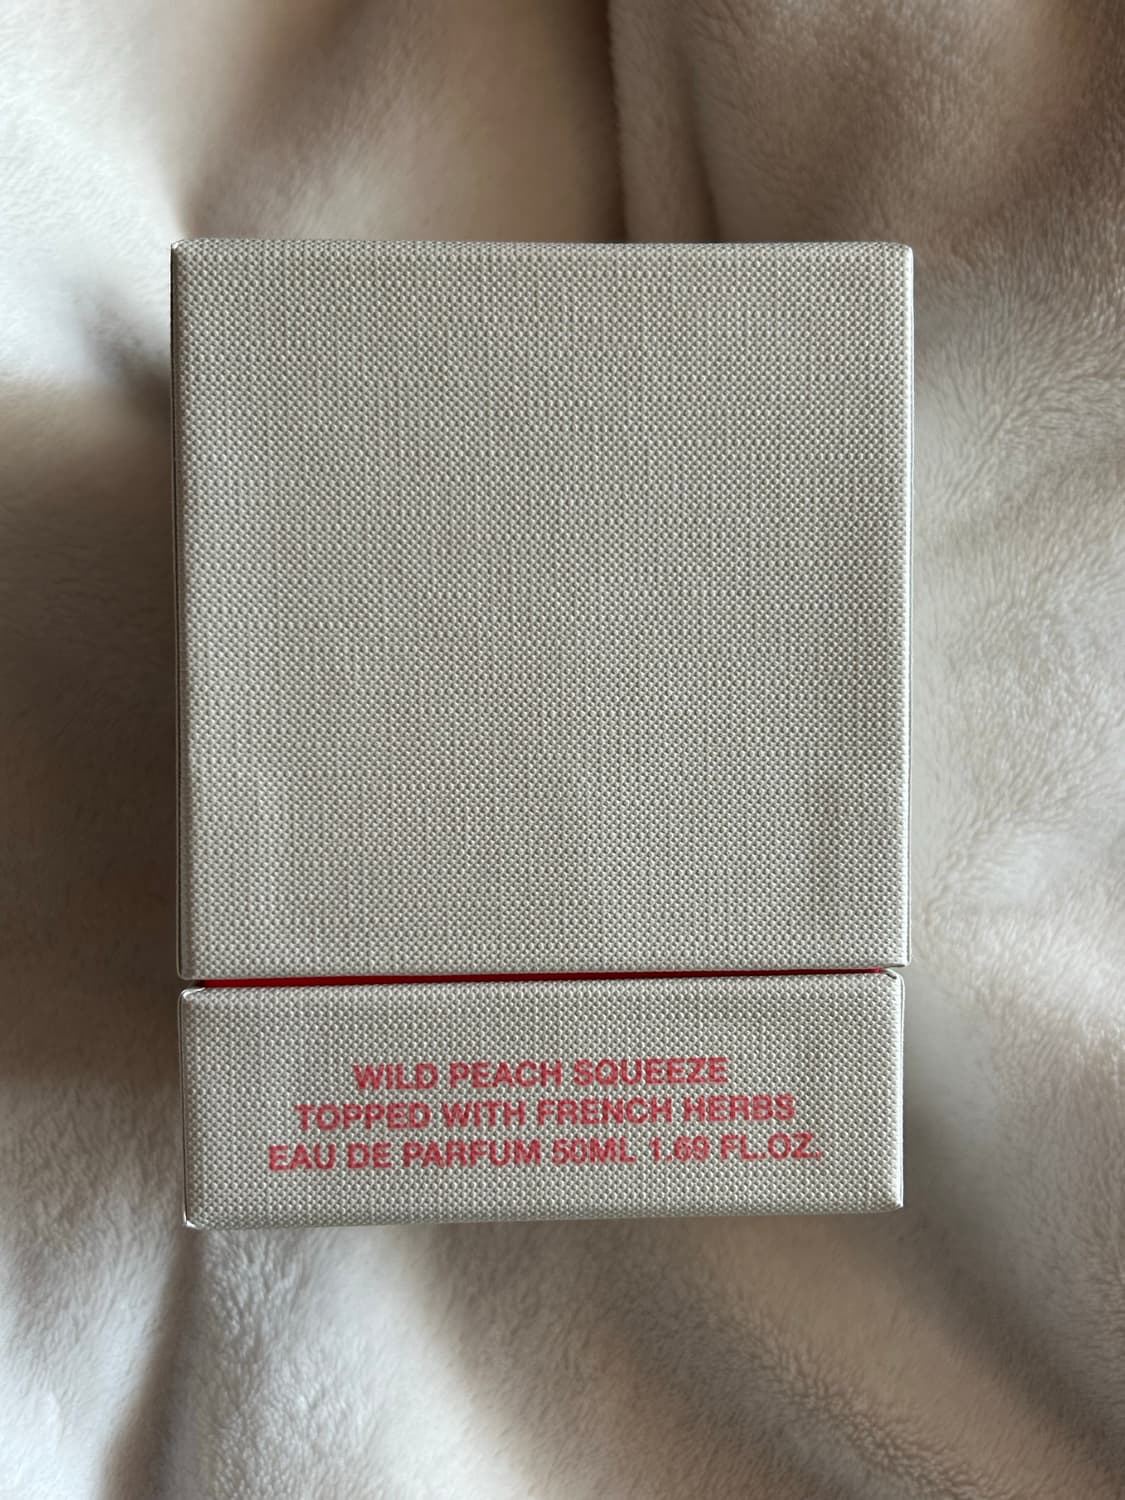 WILD PEACH SQUEEZE
TOPPED WITH FRENCH HERBS
EAU DE PARFUM 50ML 1.69 FL.OZ.